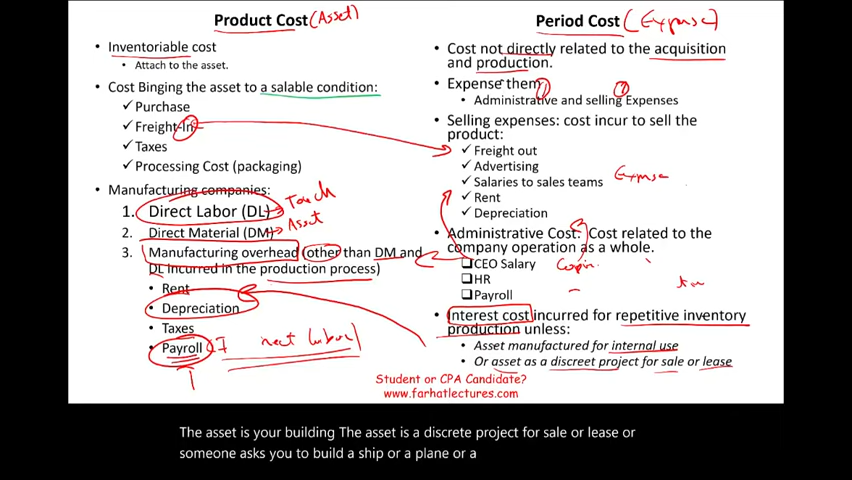 Product Cost (Asset)
• Inventoriable cost
• Attach to the asset.
• Cost Binging the asset to a salable condition:
✓ Purchase
✓ Freight-In
✓ Taxes
✓ Processing Cost (packaging)
• Manufacturing companies:
1. Direct Labor (DL) Touch
2. Direct Material (DM) Asset
3. Manufacturing overhead (other than DM and
DL incurred in the production process)
• Rent
• Depreciation
• Taxes
• Payroll
Period Cost (Expense)
• Cost not directly related to the acquisition
and production.
• Expense them
• Administrative and selling Expenses
• Selling expenses: cost incur to sell the
product:
✓ Freight out
✓ Advertising
✓ Salaries to sales teams Expense
✓ Rent
✓ Depreciation
• Administrative Cost: Cost related to the
company operation as a whole.
❑ CEO Salary
❑ HR
❑ Payroll
• Interest cost incurred for repetitive inventory
production unless:
• Asset manufactured for internal use
• Or asset as a discreet project for sale or lease
Student or CPA Candidate?
www.farhatlectures.com
The asset is your building The asset is a discrete project for sale or lease or
someone asks you to build a ship or a plane or a